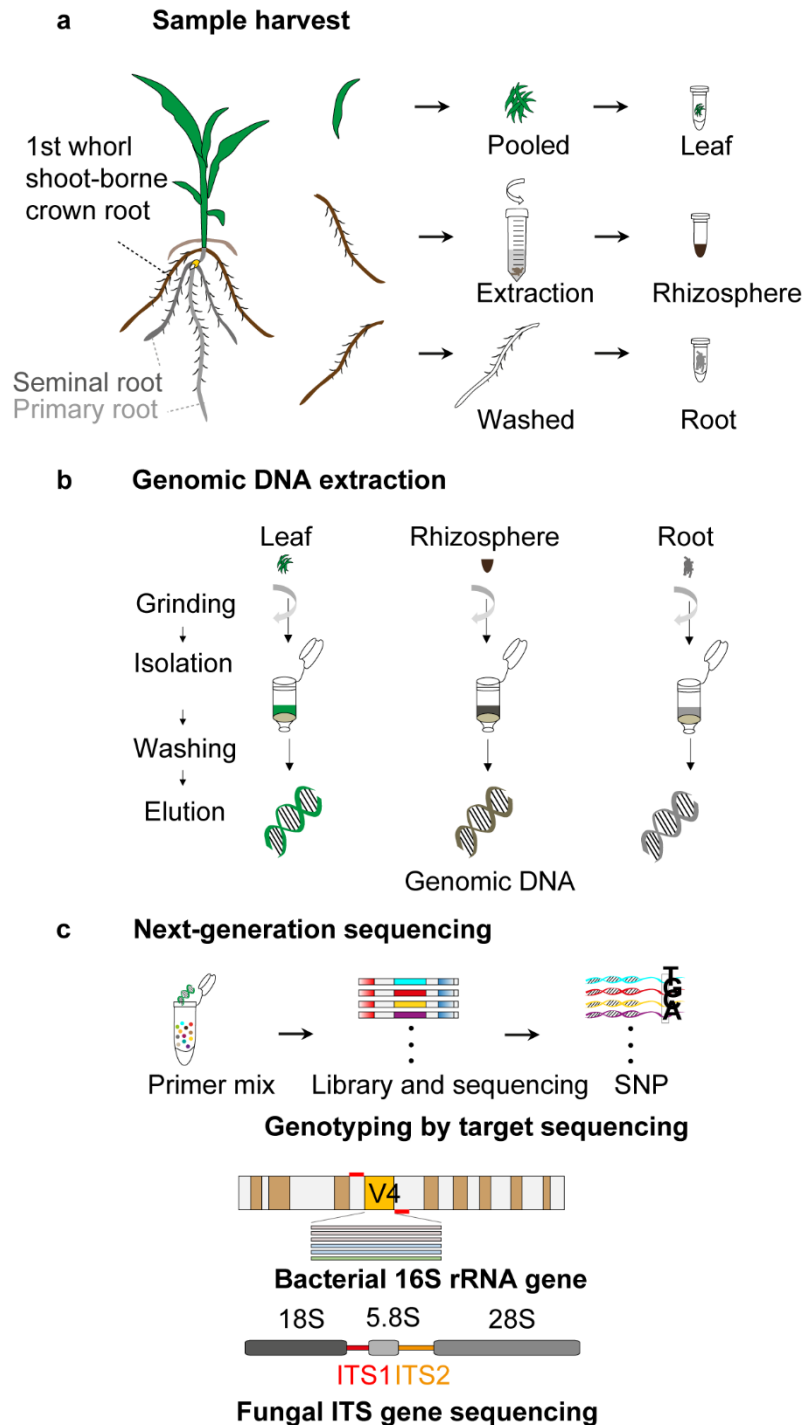 a Sample harvest
1st whorl
shoot-borne
crown root
Pooled
Leaf
Extraction
Rhizosphere
Seminal root
Primary root
Washed
Root
b Genomic DNA extraction
Leaf
Rhizosphere
Root
Grinding
Isolation
Washing
Elution
Genomic DNA
c Next-generation sequencing
T
G
C
A
Primer mix
Library and sequencing
SNP
Genotyping by target sequencing
V4
Bacterial 16S rRNA gene
18S
5.8S
28S
ITS1
ITS2
Fungal ITS gene sequencing